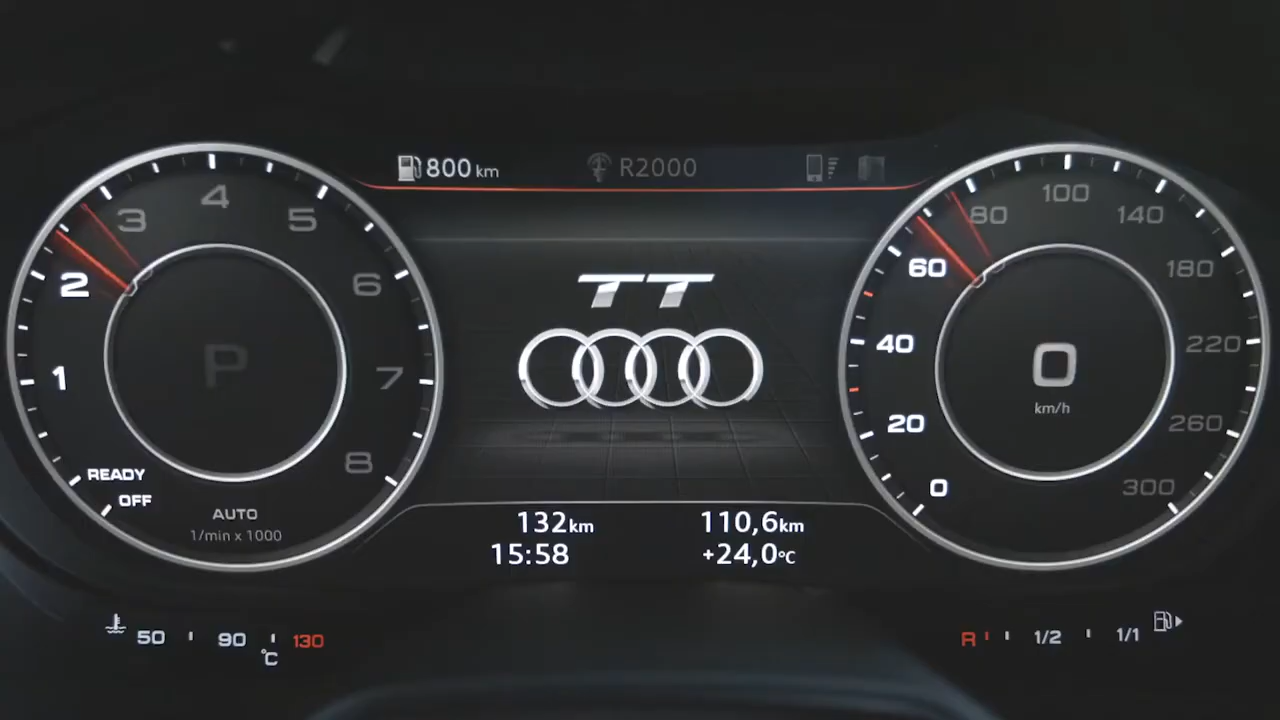 800 km
R2000
TT
1
2
3
4
5
6
7
8
READY
OFF
P
AUTO
1/min x 1000
0
20
40
60
80
100
140
180
220
260
300
0
km/h
132km
110,6km
15:58
+24,0°C
50
90
130
°C
R
1/2
1/1